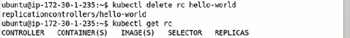 ubuntu@ip-172-30-1-235:~$ kubectl delete rc hello-world
replicationcontrollers/hello-world
ubuntu@ip-172-30-1-235:~$ kubectl get rc
CONTROLLER CONTAINER(S) IMAGE(S) SELECTOR REPLICAS